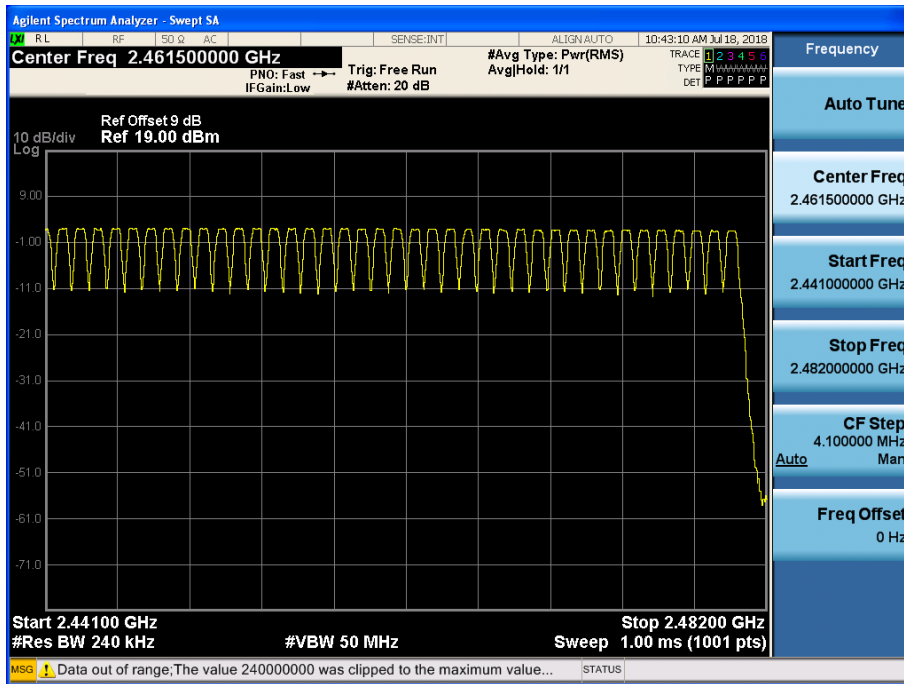 Agilent Spectrum Analyzer - Swept SA
LXI RL RF 50 Ω AC SENSE:INT ALIGN AUTO 10:43:10 AM Jul 18, 2018
Center Freq 2.461500000 GHz
PNO: Fast
IFGain:Low
Trig: Free Run
#Atten: 20 dB
#Avg Type: Pwr(RMS)
Avg|Hold: 1/1
TRACE 1 2 3 4 5 6
TYPE M WWWWW
DET P P P P P P
Ref Offset 9 dB
10 dB/div Ref 19.00 dBm
Log
9.00
-1.00
-11.0
-21.0
-31.0
-41.0
-51.0
-61.0
-71.0
Start 2.44100 GHz Stop 2.48200 GHz
#Res BW 240 kHz #VBW 50 MHz Sweep 1.00 ms (1001 pts)
MSG Data out of range;The value 240000000 was clipped to the maximum value... STATUS
Frequency
Auto Tune
Center Freq
2.461500000 GHz
Start Freq
2.441000000 GHz
Stop Freq
2.482000000 GHz
CF Step
4.100000 MHz
Auto Man
Freq Offset
0 Hz